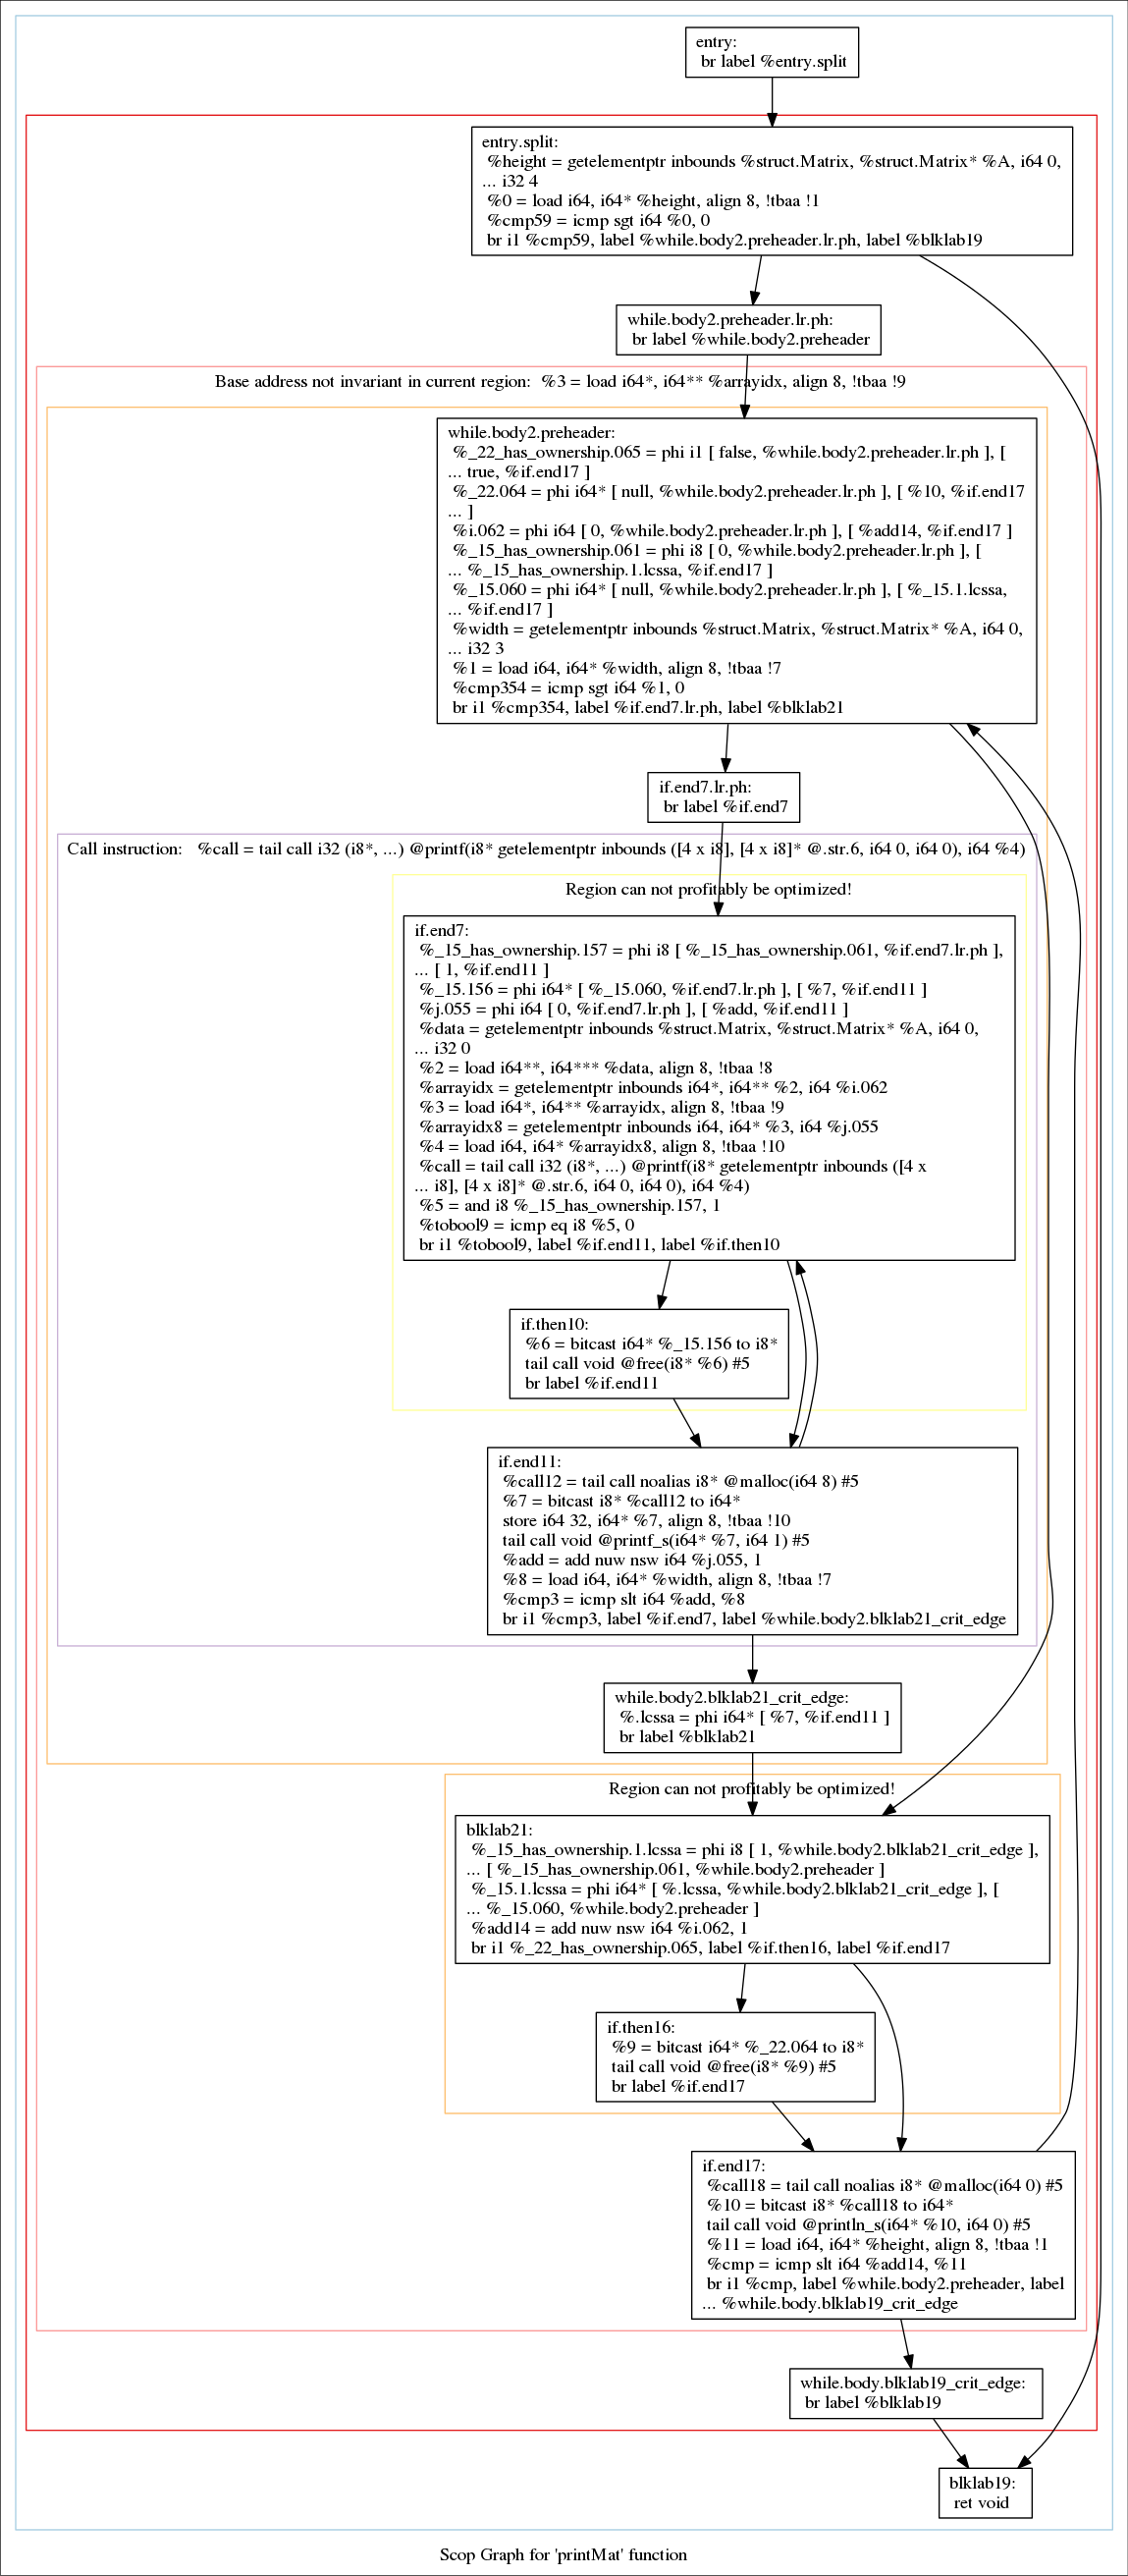 entry:
br label %entry.split
entry.split:
%height = getelementptr inbounds %struct.Matrix, %struct.Matrix* %A, i64 0,
... i32 4
%0 = load i64, i64* %height, align 8, !tbaa !1
%cmp59 = icmp sgt i64 %0, 0
br i1 %cmp59, label %while.body2.preheader.lr.ph, label %blklab19
while.body2.preheader.lr.ph:
br label %while.body2.preheader
Base address not invariant in current region:  %3 = load i64*, i64** %arrayidx, align 8, !tbaa !9
while.body2.preheader:
%_22_has_ownership.065 = phi i1 [ false, %while.body2.preheader.lr.ph ], [
... true, %if.end17 ]
%_22.064 = phi i64* [ null, %while.body2.preheader.lr.ph ], [ %10, %if.end17
... ]
%i.062 = phi i64 [ 0, %while.body2.preheader.lr.ph ], [ %add14, %if.end17 ]
%_15_has_ownership.061 = phi i8 [ 0, %while.body2.preheader.lr.ph ], [
... %_15_has_ownership.1.lcssa, %if.end17 ]
%_15.060 = phi i64* [ null, %while.body2.preheader.lr.ph ], [ %_15.1.lcssa,
... %if.end17 ]
%width = getelementptr inbounds %struct.Matrix, %struct.Matrix* %A, i64 0,
... i32 3
%1 = load i64, i64* %width, align 8, !tbaa !7
%cmp354 = icmp sgt i64 %1, 0
br i1 %cmp354, label %if.end7.lr.ph, label %blklab21
if.end7.lr.ph:
br label %if.end7
Call instruction:   %call = tail call i32 (i8*, ...) @printf(i8* getelementptr inbounds ([4 x i8], [4 x i8]* @.str.6, i64 0, i64 0), i64 %4)
Region can not profitably be optimized!
if.end7:
%_15_has_ownership.157 = phi i8 [ %_15_has_ownership.061, %if.end7.lr.ph ],
... [ 1, %if.end11 ]
%_15.156 = phi i64* [ %_15.060, %if.end7.lr.ph ], [ %7, %if.end11 ]
%j.055 = phi i64 [ 0, %if.end7.lr.ph ], [ %add, %if.end11 ]
%data = getelementptr inbounds %struct.Matrix, %struct.Matrix* %A, i64 0,
... i32 0
%2 = load i64**, i64*** %data, align 8, !tbaa !8
%arrayidx = getelementptr inbounds i64*, i64** %2, i64 %i.062
%3 = load i64*, i64** %arrayidx, align 8, !tbaa !9
%arrayidx8 = getelementptr inbounds i64, i64* %3, i64 %j.055
%4 = load i64, i64* %arrayidx8, align 8, !tbaa !10
%call = tail call i32 (i8*, ...) @printf(i8* getelementptr inbounds ([4 x
... i8], [4 x i8]* @.str.6, i64 0, i64 0), i64 %4)
%5 = and i8 %_15_has_ownership.157, 1
%tobool9 = icmp eq i8 %5, 0
br i1 %tobool9, label %if.end11, label %if.then10
if.then10:
%6 = bitcast i64* %_15.156 to i8*
tail call void @free(i8* %6) #5
br label %if.end11
if.end11:
%call12 = tail call noalias i8* @malloc(i64 8) #5
%7 = bitcast i8* %call12 to i64*
store i64 32, i64* %7, align 8, !tbaa !10
tail call void @printf_s(i64* %7, i64 1) #5
%add = add nuw nsw i64 %j.055, 1
%8 = load i64, i64* %width, align 8, !tbaa !7
%cmp3 = icmp slt i64 %add, %8
br i1 %cmp3, label %if.end7, label %while.body2.blklab21_crit_edge
while.body2.blklab21_crit_edge:
%.lcssa = phi i64* [ %7, %if.end11 ]
br label %blklab21
Region can not profitably be optimized!
blklab21:
%_15_has_ownership.1.lcssa = phi i8 [ 1, %while.body2.blklab21_crit_edge ],
... [ %_15_has_ownership.061, %while.body2.preheader ]
%_15.1.lcssa = phi i64* [ %.lcssa, %while.body2.blklab21_crit_edge ], [
... %_15.060, %while.body2.preheader ]
%add14 = add nuw nsw i64 %i.062, 1
br i1 %_22_has_ownership.065, label %if.then16, label %if.end17
if.then16:
%9 = bitcast i64* %_22.064 to i8*
tail call void @free(i8* %9) #5
br label %if.end17
if.end17:
%call18 = tail call noalias i8* @malloc(i64 0) #5
%10 = bitcast i8* %call18 to i64*
tail call void @println_s(i64* %10, i64 0) #5
%11 = load i64, i64* %height, align 8, !tbaa !1
%cmp = icmp slt i64 %add14, %11
br i1 %cmp, label %while.body2.preheader, label
... %while.body.blklab19_crit_edge
while.body.blklab19_crit_edge:
br label %blklab19
blklab19:
ret void
Scop Graph for 'printMat' function